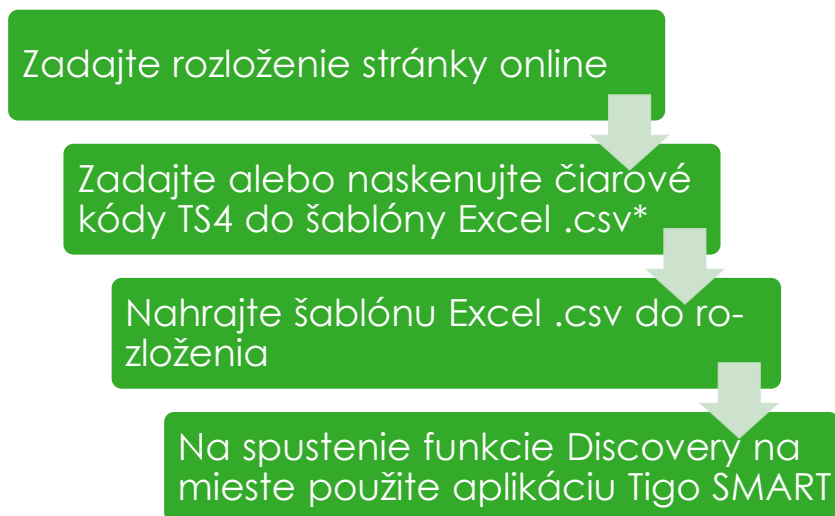 Zadajte rozloženie stránky online
Zadajte alebo naskenujte čiarové
kódy TS4 do šablóny Excel .csv*
Nahrajte šablónu Excel .csv do ro-
zloženia
Na spustenie funkcie Discovery na
mieste použite aplikáciu Tigo SMART